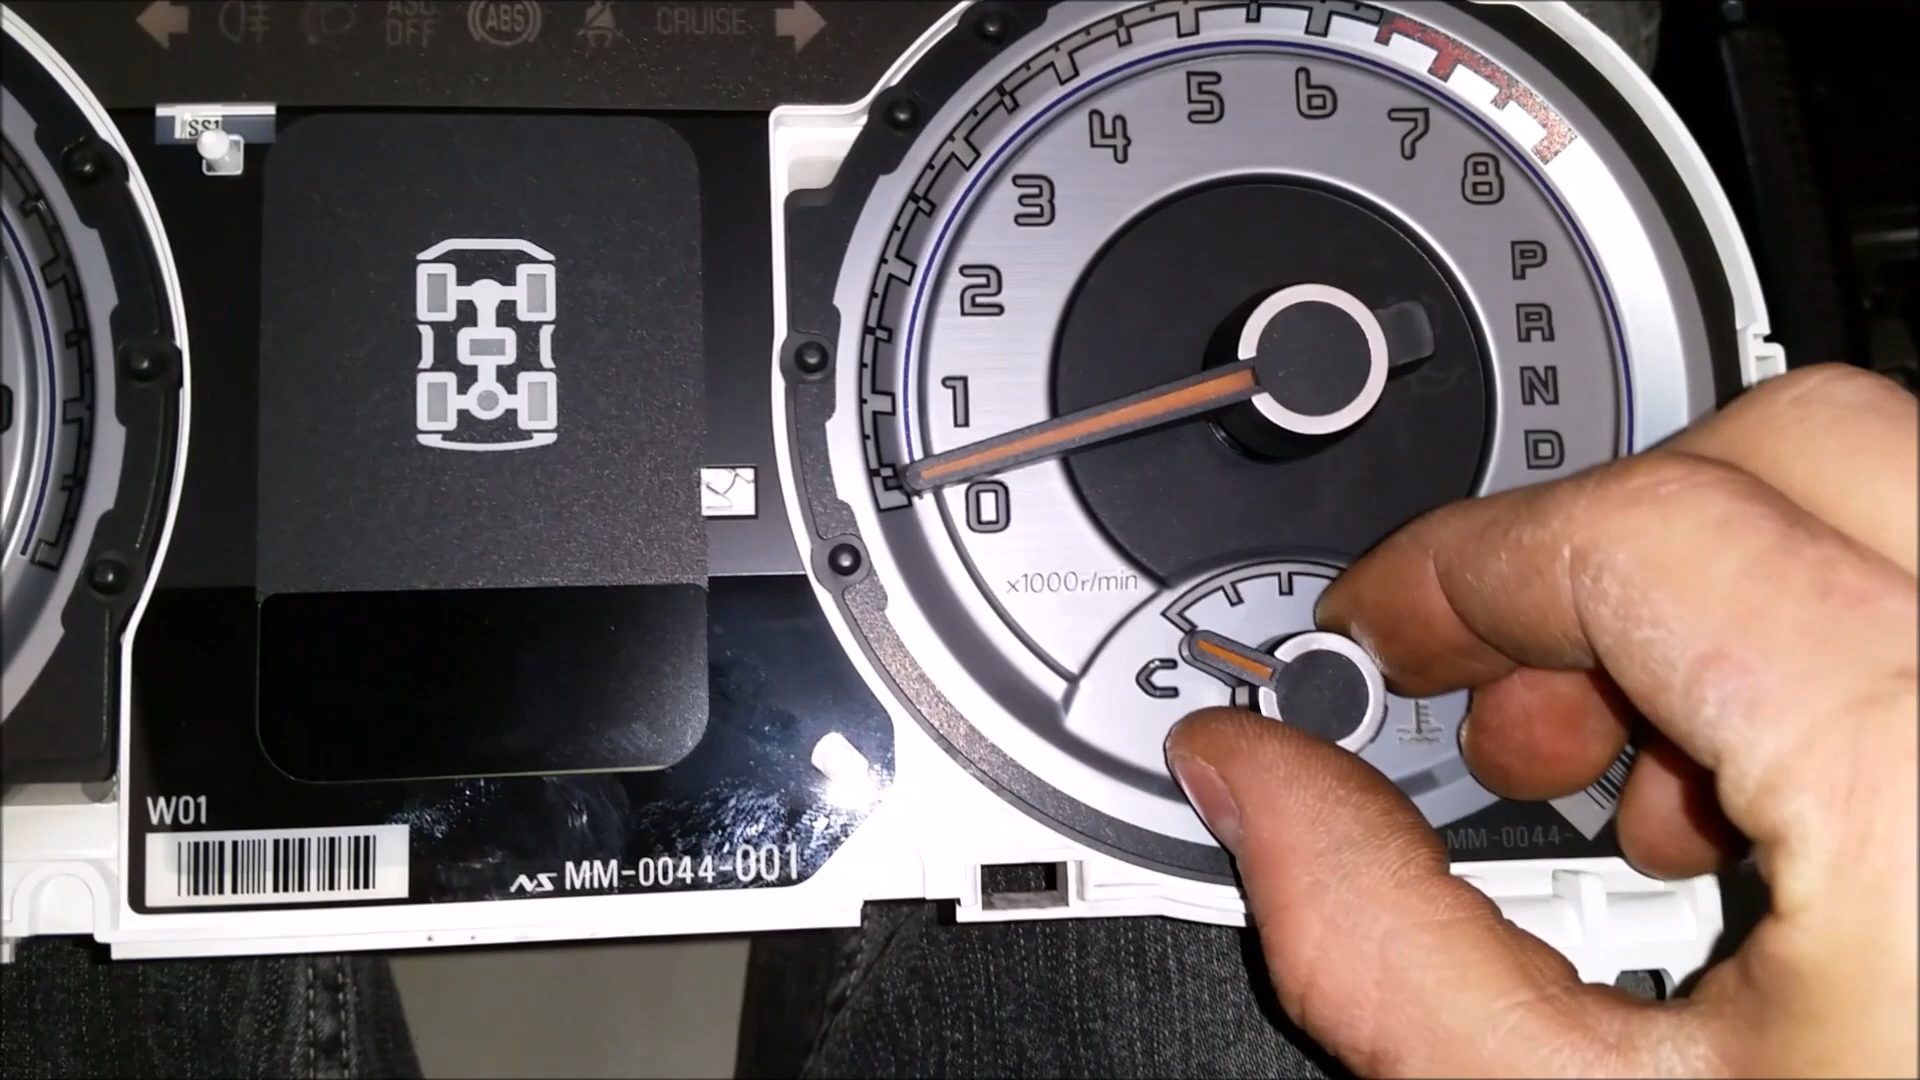 ASC
OFF
ABS
CRUISE
SS1
0
1
2
3
4
5
6
7
8
P
R
N
D
x1000r/min
C
W01
NS MM-0044-001
MM-0044-